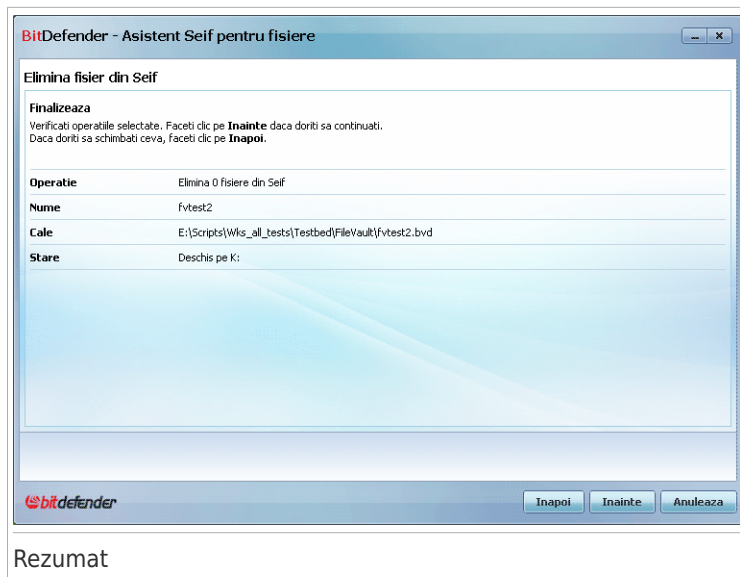 BitDefender - Asistent Seif pentru fisiere
Elimina fisier din Seif
Finalizeaza
Verificati operatiile selectate. Faceti clic pe Inainte daca doriti sa continuati.
Daca doriti sa schimbati ceva, faceti clic pe Inapoi.
Operatie Elimina 0 fisiere din Seif
Nume fvtest2
Cale E:\Scripts\Wks_all_tests\Testbed\FileVault\fvtest2.bvd
Stare Deschis pe K:
bitdefender Inapoi Inainte Anuleaza
Rezumat